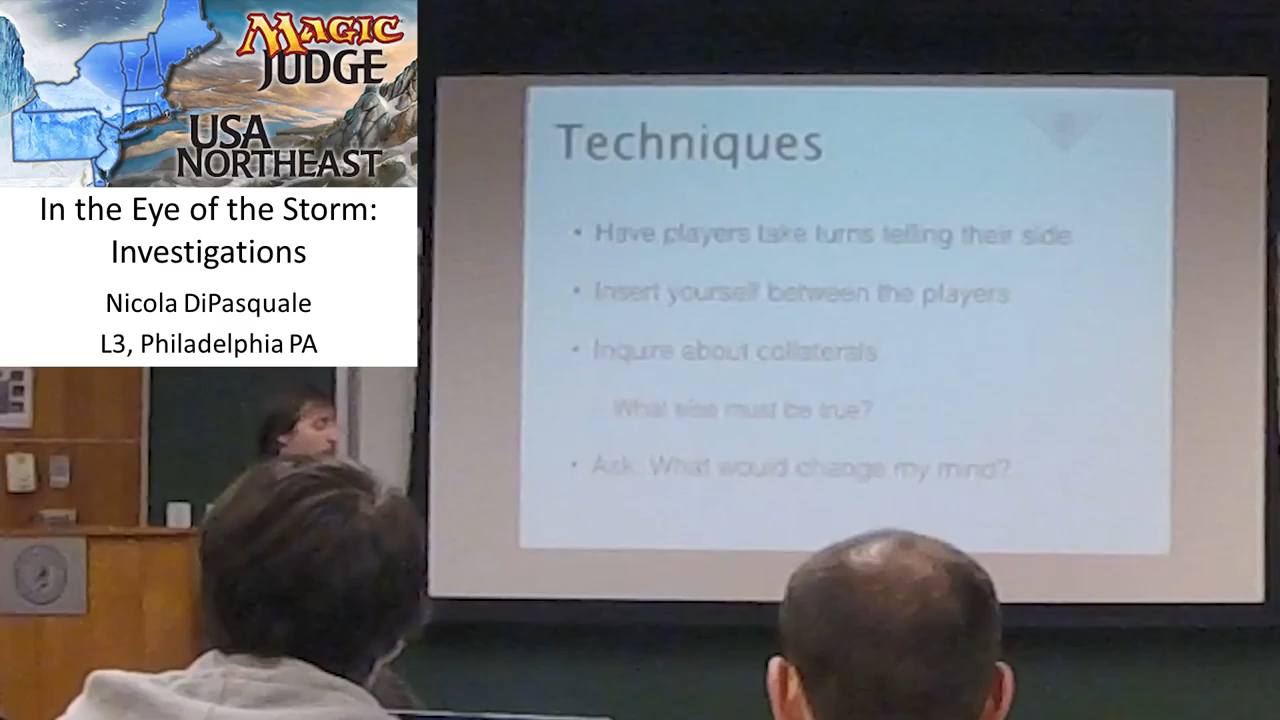 MAGIC
JUDGE
USA
NORTHEAST
In the Eye of the Storm:
Investigations
Nicola DiPasquale
L3, Philadelphia PA
Techniques
• Have players take turns telling their side
• Insert yourself between the players
• Inquire about collaterals
What else must be true?
• Ask: What would change my mind?